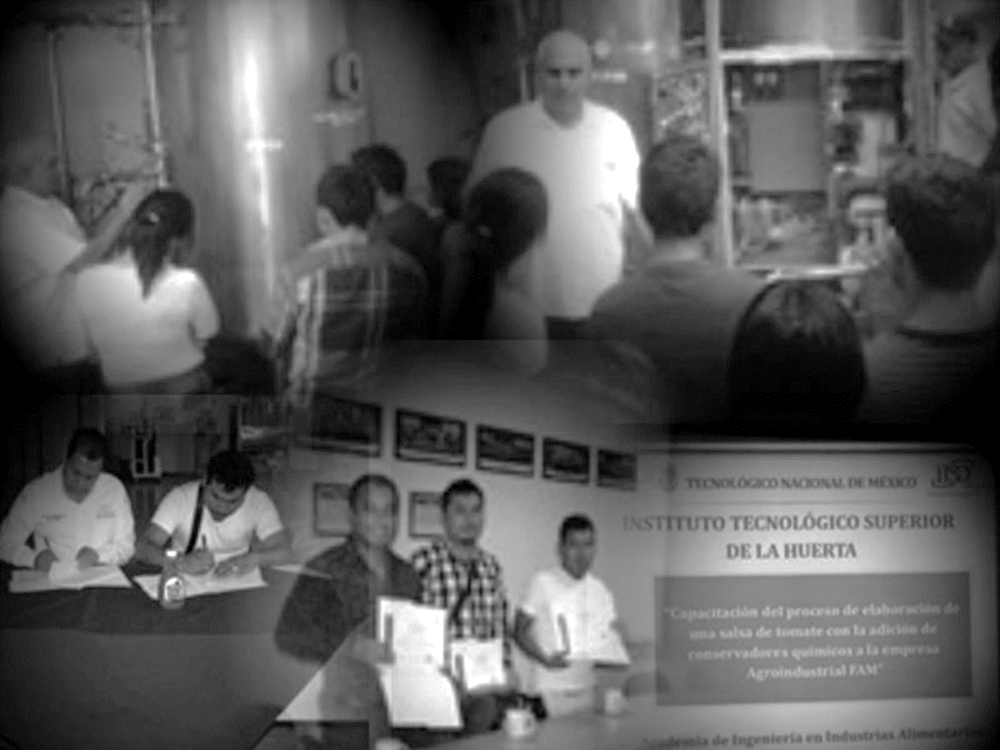 TECNOLÓGICO NACIONAL DE MÉXICO
INSTITUTO TECNOLÓGICO SUPERIOR
DE LA HUERTA
"Capacitación del proceso de elaboración de
una salsa de tomate con la adición de
conservadores químicos a la empresa
Agroindustrial FAM"
Academia de Ingeniería en Industrias Alimentarias